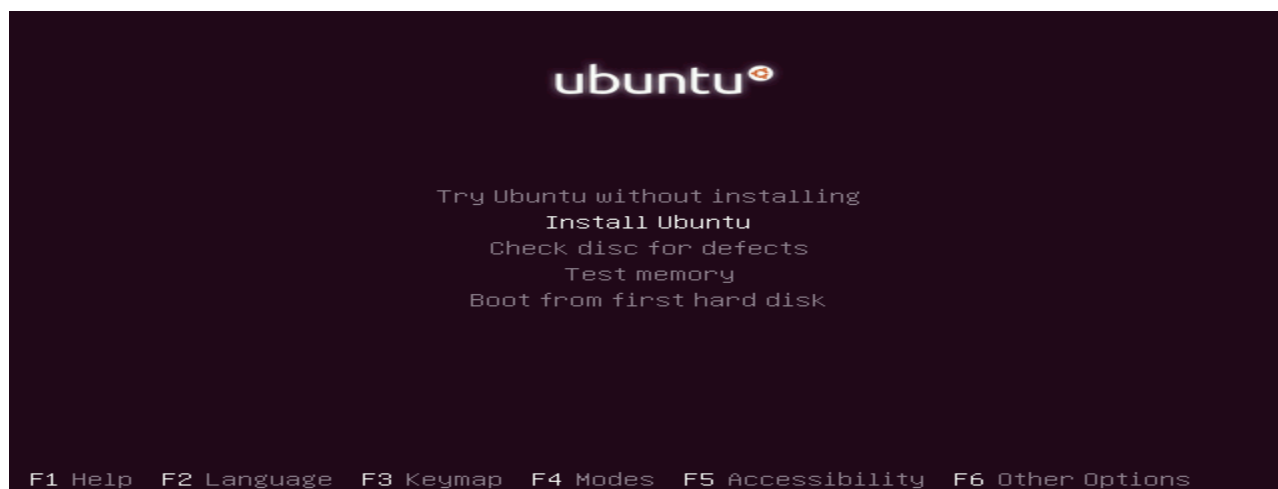 ubuntu
Try Ubuntu without installing
Install Ubuntu
Check disc for defects
Test memory
Boot from first hard disk
F1 Help F2 Language F3 Keymap F4 Modes F5 Accessibility F6 Other Options